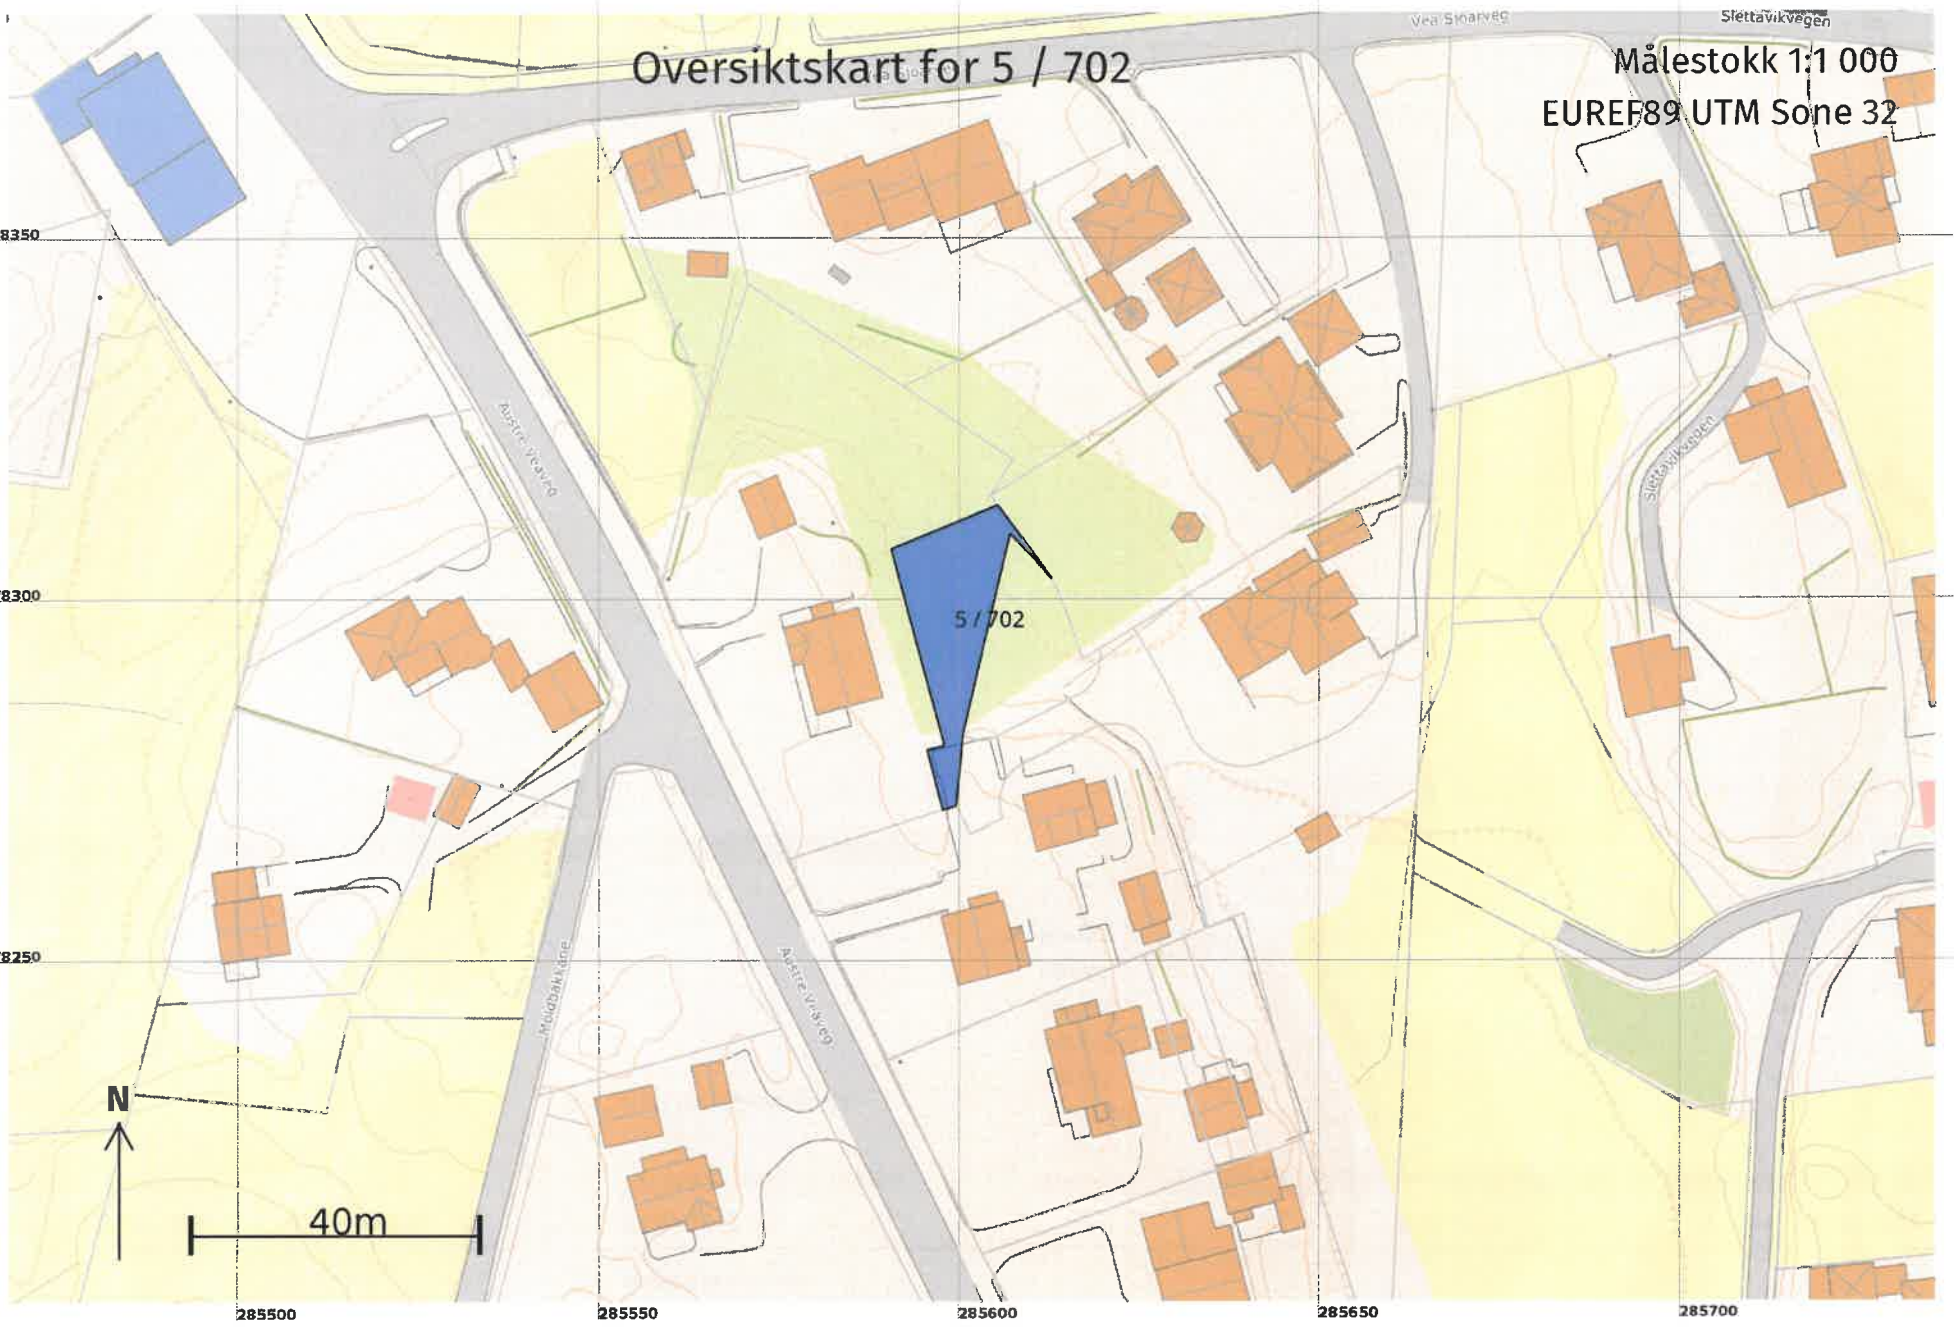 Vea Sjoarveg
Slettavikvegen
Oversiktskart for 5 / 702
Målestokk 1:1 000
EUREF89 UTM Sone 32
8350
Austre Veaveg
Slettavikvegen
8300
5 / 702
8250
Moldbakkane
Austre Veaveg
N
40m
285500
285550
285600
285650
285700